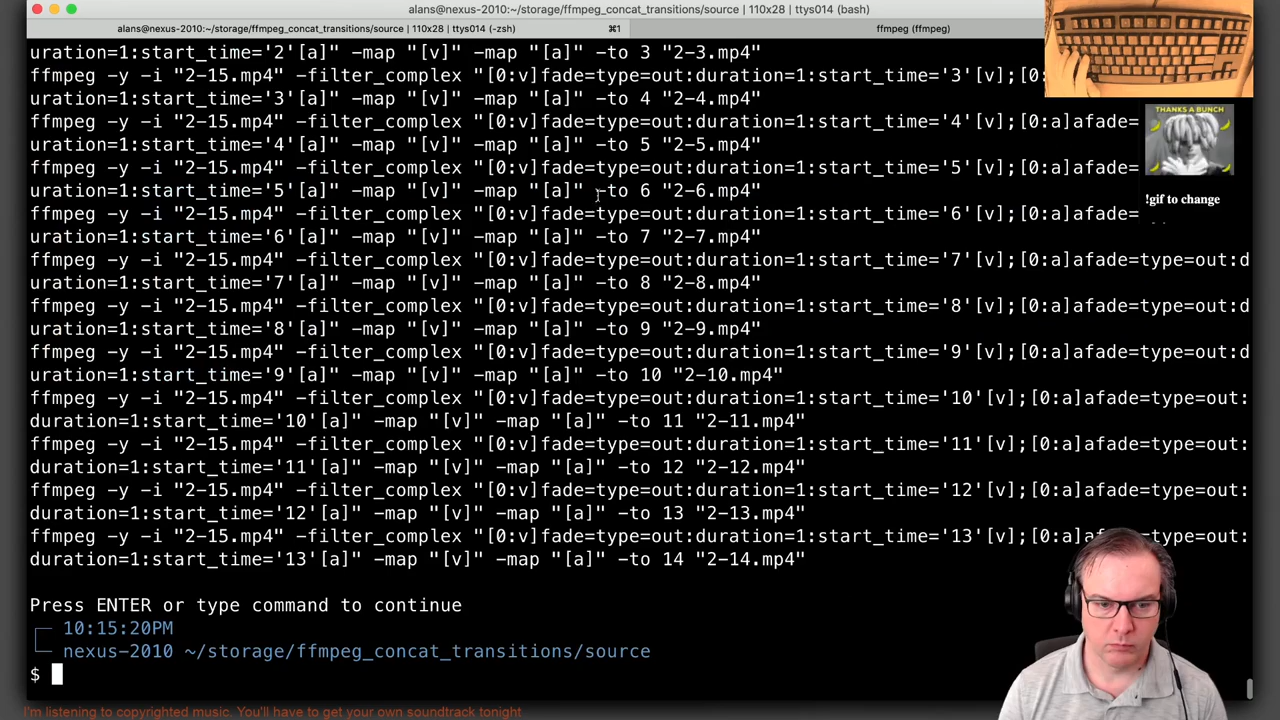 alans@nexus-2010:~/storage/ffmpeg_concat_transitions/source | 110x28 | ttys014 (bash)
alans@nexus-2010:~/storage/ffmpeg_concat_transitions/source | 110x28 | ttys014 (-zsh) ⌘1 ffmpeg (ffmpeg)
uration=1:start_time='2'[a]" -map "[v]" -map "[a]" -to 3 "2-3.mp4"
ffmpeg -y -i "2-15.mp4" -filter_complex "[0:v]fade=type=out:duration=1:start_time='3'[v];[0:
uration=1:start_time='3'[a]" -map "[v]" -map "[a]" -to 4 "2-4.mp4"
ffmpeg -y -i "2-15.mp4" -filter_complex "[0:v]fade=type=out:duration=1:start_time='4'[v];[0:a]afade=
uration=1:start_time='4'[a]" -map "[v]" -map "[a]" -to 5 "2-5.mp4"
ffmpeg -y -i "2-15.mp4" -filter_complex "[0:v]fade=type=out:duration=1:start_time='5'[v];[0:a]afade=
uration=1:start_time='5'[a]" -map "[v]" -map "[a]" -to 6 "2-6.mp4"
ffmpeg -y -i "2-15.mp4" -filter_complex "[0:v]fade=type=out:duration=1:start_time='6'[v];[0:a]afade=
uration=1:start_time='6'[a]" -map "[v]" -map "[a]" -to 7 "2-7.mp4"
ffmpeg -y -i "2-15.mp4" -filter_complex "[0:v]fade=type=out:duration=1:start_time='7'[v];[0:a]afade=type=out:d
uration=1:start_time='7'[a]" -map "[v]" -map "[a]" -to 8 "2-8.mp4"
ffmpeg -y -i "2-15.mp4" -filter_complex "[0:v]fade=type=out:duration=1:start_time='8'[v];[0:a]afade=type=out:d
uration=1:start_time='8'[a]" -map "[v]" -map "[a]" -to 9 "2-9.mp4"
ffmpeg -y -i "2-15.mp4" -filter_complex "[0:v]fade=type=out:duration=1:start_time='9'[v];[0:a]afade=type=out:d
uration=1:start_time='9'[a]" -map "[v]" -map "[a]" -to 10 "2-10.mp4"
ffmpeg -y -i "2-15.mp4" -filter_complex "[0:v]fade=type=out:duration=1:start_time='10'[v];[0:a]afade=type=out:
duration=1:start_time='10'[a]" -map "[v]" -map "[a]" -to 11 "2-11.mp4"
ffmpeg -y -i "2-15.mp4" -filter_complex "[0:v]fade=type=out:duration=1:start_time='11'[v];[0:a]afade=type=out:
duration=1:start_time='11'[a]" -map "[v]" -map "[a]" -to 12 "2-12.mp4"
ffmpeg -y -i "2-15.mp4" -filter_complex "[0:v]fade=type=out:duration=1:start_time='12'[v];[0:a]afade=type=out:
duration=1:start_time='12'[a]" -map "[v]" -map "[a]" -to 13 "2-13.mp4"
ffmpeg -y -i "2-15.mp4" -filter_complex "[0:v]fade=type=out:duration=1:start_time='13'[v];[0:a]afade=type=out:
duration=1:start_time='13'[a]" -map "[v]" -map "[a]" -to 14 "2-14.mp4"
Press ENTER or type command to continue
10:15:20PM
nexus-2010 ~/storage/ffmpeg_concat_transitions/source
$
THANKS A BUNCH
!gif to change
I'm listening to copyrighted music. You'll have to get your own soundtrack tonight